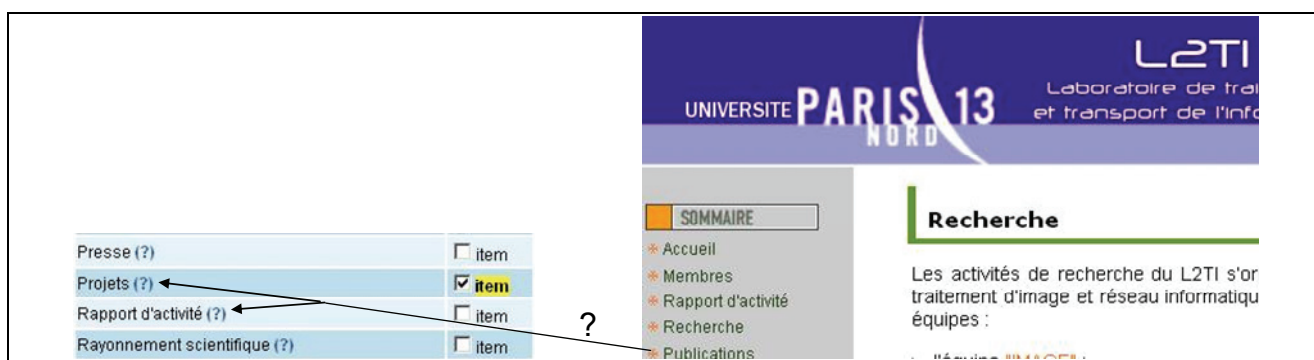 L2TI
Laboratoire de trai
et transport de l'info
UNIVERSITE PARIS 13
NORD
SOMMAIRE
Accueil
Membres
Rapport d'activité
Recherche
Publications
Recherche
Les activités de recherche du L2TI s'or
traitement d'image et réseau informatiqu
équipes :
l'équipe "IMAGE" :
Presse (?) item
Projets (?) item
Rapport d'activité (?) item
Rayonnement scientifique (?) item
?